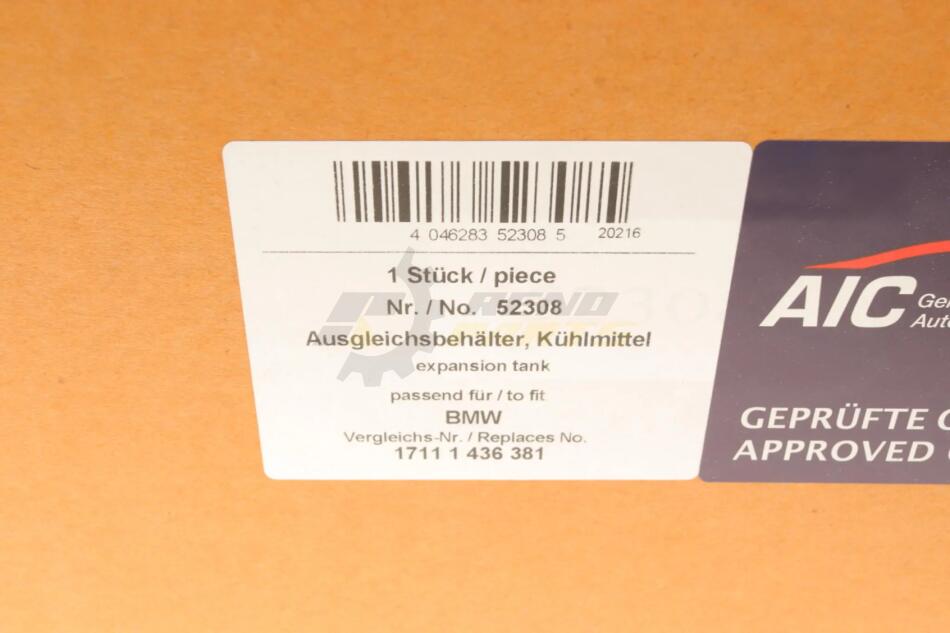 4 046283 52308 5 20216
1 Stück / piece
Nr. / No. 52308
Ausgleichsbehälter, Kühlmittel
expansion tank
passend für / to fit
BMW
Vergleichs-Nr. / Replaces No.
1711 1 436 381
AIC
GEPRÜFTE
APPROVED